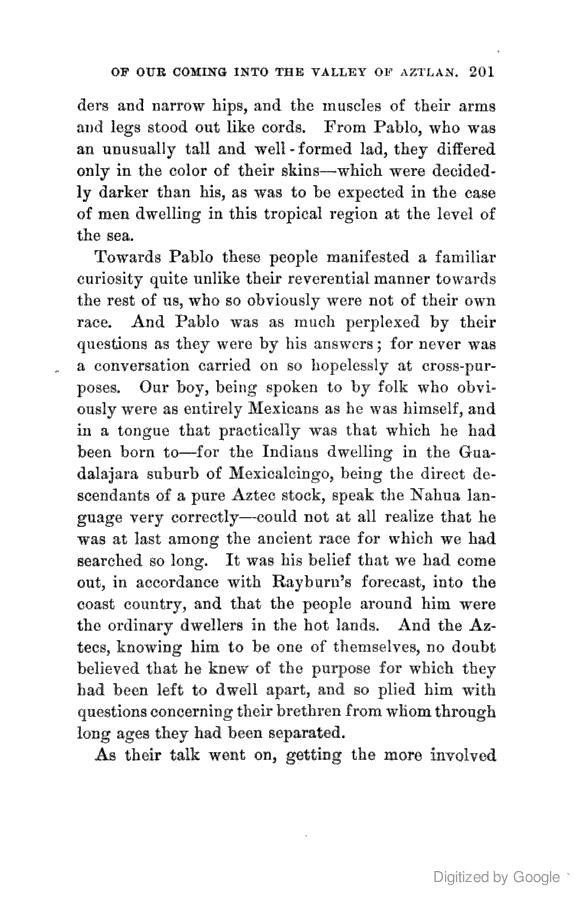 OF OUR COMING INTO THE VALLEY OF AZTLAN. 201
ders and narrow hips, and the muscles of their arms
and legs stood out like cords. From Pablo, who was
an unusually tall and well-formed lad, they differed
only in the color of their skins—which were decided-
ly darker than his, as was to be expected in the case
of men dwelling in this tropical region at the level of
the sea.
Towards Pablo these people manifested a familiar
curiosity quite unlike their reverential manner towards
the rest of us, who so obviously were not of their own
race. And Pablo was as much perplexed by their
questions as they were by his answers; for never was
a conversation carried on so hopelessly at cross-pur-
poses. Our boy, being spoken to by folk who obvi-
ously were as entirely Mexicans as he was himself, and
in a tongue that practically was that which he had
been born to—for the Indians dwelling in the Gua-
dalajara suburb of Mexicalcingo, being the direct de-
scendants of a pure Aztec stock, speak the Nahua lan-
guage very correctly—could not at all realize that he
was at last among the ancient race for which we had
searched so long. It was his belief that we had come
out, in accordance with Rayburn's forecast, into the
coast country, and that the people around him were
the ordinary dwellers in the hot lands. And the Az-
tecs, knowing him to be one of themselves, no doubt
believed that he knew of the purpose for which they
had been left to dwell apart, and so plied him with
questions concerning their brethren from whom through
long ages they had been separated.
As their talk went on, getting the more involved
Digitized by Google